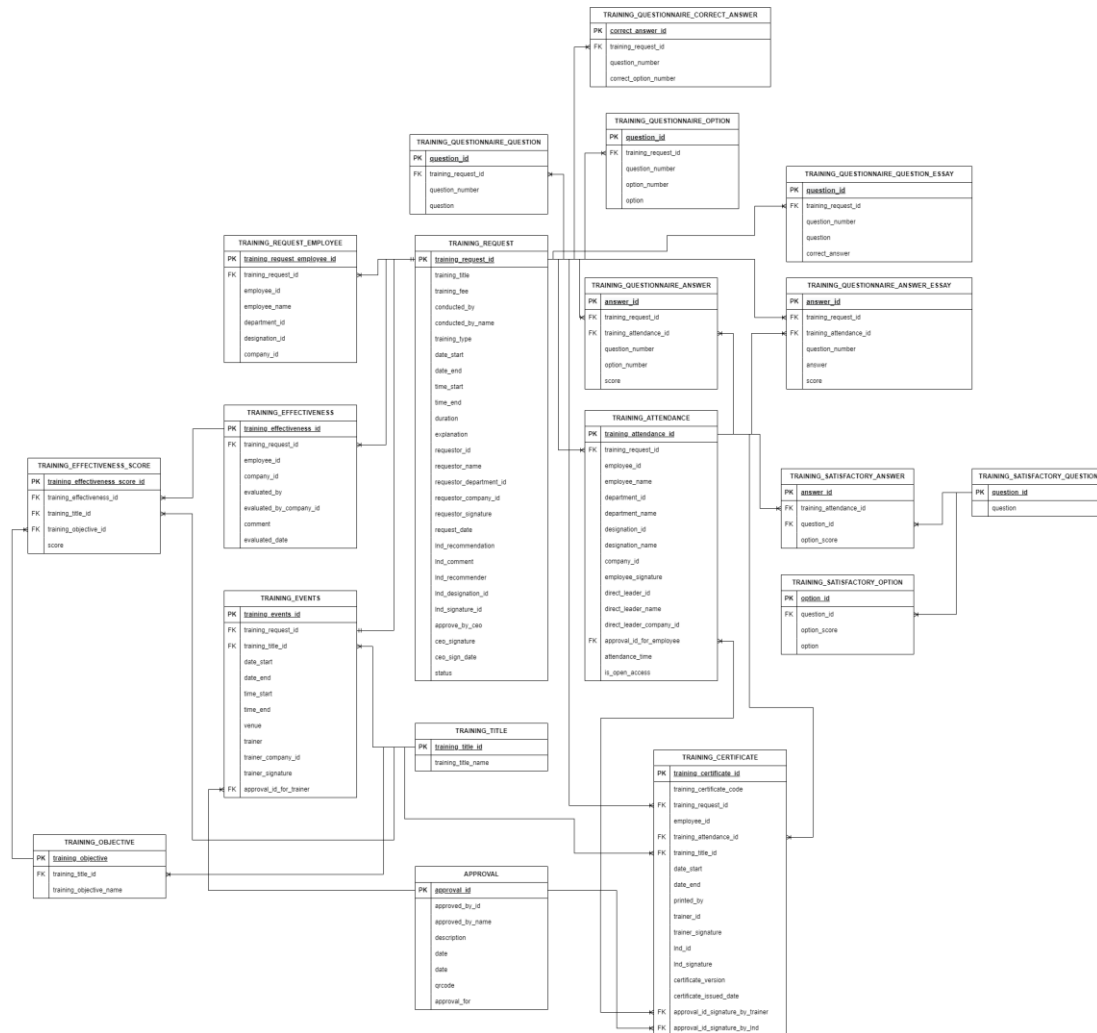 TRAINING_QUESTIONNAIRE_CORRECT_ANSWER
PK correct_answer_id
FK training_request_id
question_number
correct_option_number
TRAINING_QUESTIONNAIRE_OPTION
PK question_id
FK training_request_id
question_number
option_number
option
TRAINING_QUESTIONNAIRE_QUESTION
PK question_id
FK training_request_id
question_number
question
TRAINING_QUESTIONNAIRE_QUESTION_ESSAY
PK question_id
FK training_request_id
question_number
question
correct_answer
TRAINING_REQUEST_EMPLOYEE
PK training_request_employee_id
FK training_request_id
employee_id
employee_name
department_id
designation_id
company_id
TRAINING_REQUEST
PK training_request_id
training_title
training_fee
conducted_by
conducted_by_name
training_type
date_start
date_end
time_start
time_end
duration
explanation
requestor_id
requestor_name
requestor_department_id
requestor_company_id
requestor_signature
request_date
lnd_recommendation
lnd_comment
lnd_recommender
lnd_designation_id
lnd_signature_id
approve_by_ceo
ceo_signature
ceo_sign_date
status
TRAINING_QUESTIONNAIRE_ANSWER
PK answer_id
FK training_request_id
FK training_attendance_id
question_number
option_number
score
TRAINING_QUESTIONNAIRE_ANSWER_ESSAY
PK answer_id
FK training_request_id
FK training_attendance_id
question_number
answer
score
TRAINING_EFFECTIVENESS
PK training_effectiveness_id
FK training_request_id
employee_id
company_id
evaluated_by
evaluated_by_company_id
comment
evaluated_date
TRAINING_ATTENDANCE
PK training_attendance_id
FK training_request_id
employee_id
employee_name
department_id
department_name
designation_id
designation_name
company_id
employee_signature
direct_leader_id
direct_leader_name
direct_leader_company_id
FK approval_id_for_employee
attendance_time
is_open_access
TRAINING_EFFECTIVENESS_SCORE
PK training_effectiveness_score_id
FK training_effectiveness_id
FK training_title_id
FK training_objective_id
score
TRAINING_SATISFACTORY_ANSWER
PK answer_id
FK training_attendance_id
FK question_id
option_score
TRAINING_SATISFACTORY_QUESTION
PK question_id
question
TRAINING_SATISFACTORY_OPTION
PK option_id
FK question_id
option_score
option
TRAINING_EVENTS
PK training_events_id
FK training_request_id
FK training_title_id
date_start
date_end
time_start
time_end
venue
trainer
trainer_company_id
trainer_signature
FK approval_id_for_trainer
TRAINING_TITLE
PK training_title_id
training_title_name
TRAINING_CERTIFICATE
PK training_certificate_id
training_certificate_code
FK training_request_id
employee_id
FK training_attendance_id
FK training_title_id
date_start
date_end
printed_by
trainer_id
trainer_signature
lnd_id
lnd_signature
certificate_version
certificate_issued_date
FK approval_id_signature_by_trainer
FK approval_id_signature_by_lnd
TRAINING_OBJECTIVE
PK training_objective
FK training_title_id
training_objective_name
APPROVAL
PK approval_id
approved_by_id
approved_by_name
description
date
date
qrcode
approval_for